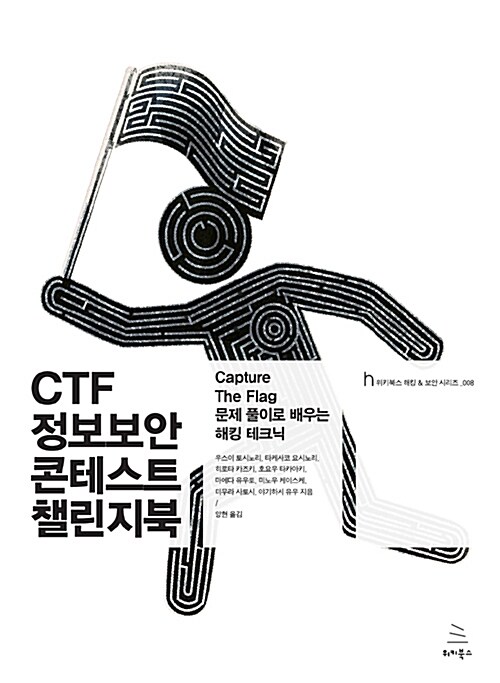 CTF
정보보안
콘테스트
챌린지북
Capture
The Flag
문제 풀이로 배우는
해킹 테크닉
우스이 토시노리, 타케사코 요시노리,
히로타 카즈키, 호요우 타카아키,
마에다 유우토, 미노우 케이스케,
미무라 사토시, 야기하시 유우 지음
/
양현 옮김
h 위키북스 해킹 & 보안 시리즈 _008
위키북스